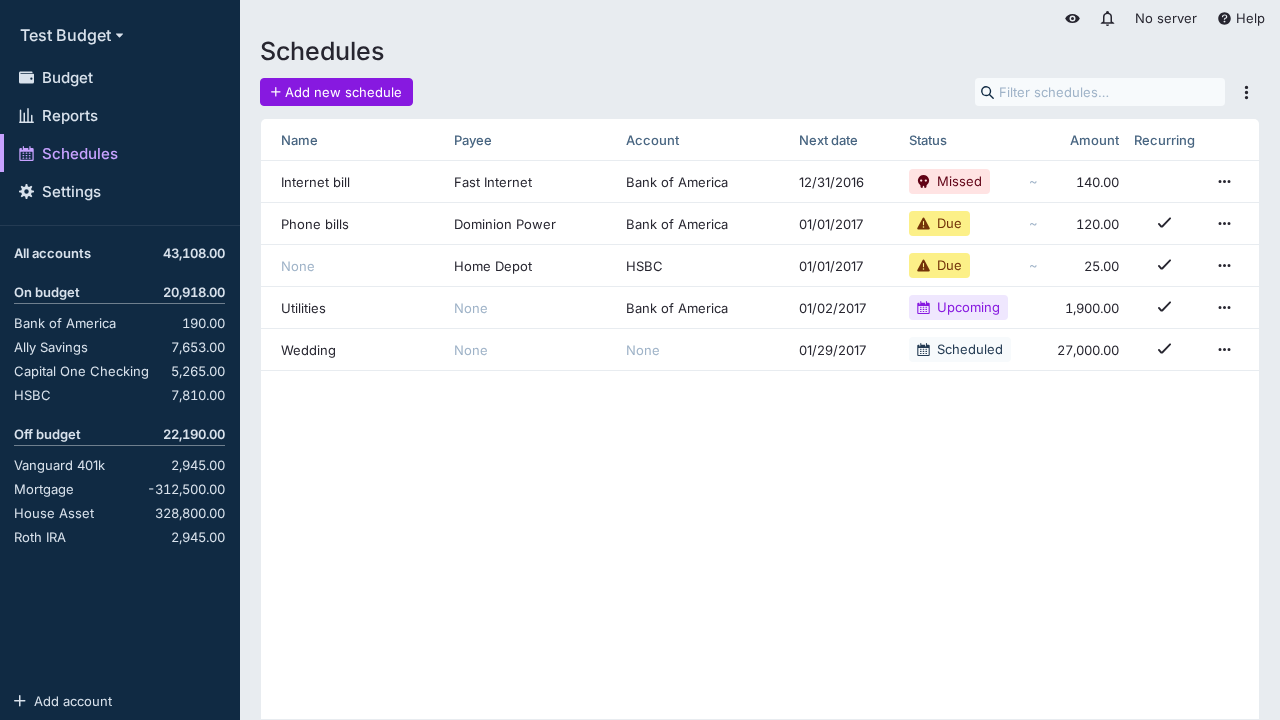 Test Budget
Budget
Reports
Schedules
Settings
All accounts 43,108.00
On budget 20,918.00
Bank of America 190.00
Ally Savings 7,653.00
Capital One Checking 5,265.00
HSBC 7,810.00
Off budget 22,190.00
Vanguard 401k 2,945.00
Mortgage -312,500.00
House Asset 328,800.00
Roth IRA 2,945.00
Add account
No server Help
Schedules
Add new schedule
Filter schedules...
Name Payee Account Next date Status Amount Recurring
Internet bill Fast Internet Bank of America 12/31/2016 Missed ~ 140.00
Phone bills Dominion Power Bank of America 01/01/2017 Due ~ 120.00
None Home Depot HSBC 01/01/2017 Due ~ 25.00
Utilities None Bank of America 01/02/2017 Upcoming 1,900.00
Wedding None None 01/29/2017 Scheduled 27,000.00